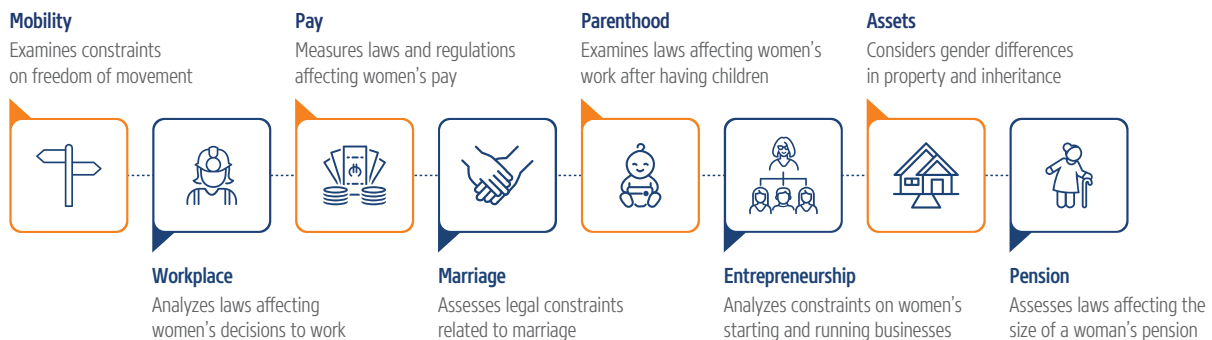 Mobility
Examines constraints
on freedom of movement
Workplace
Analyzes laws affecting
women's decisions to work
Pay
Measures laws and regulations
affecting women's pay
Marriage
Assesses legal constraints
related to marriage
Parenthood
Examines laws affecting women's
work after having children
Entrepreneurship
Analyzes constraints on women's
starting and running businesses
Assets
Considers gender differences
in property and inheritance
Pension
Assesses laws affecting the
size of a woman's pension